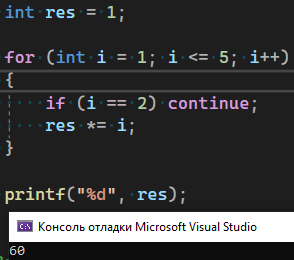 int res = 1;
for (int i = 1; i <= 5; i++)
{
if (i == 2) continue;
res *= i;
}
printf("%d", res);
Консоль отладки Microsoft Visual Studio
60